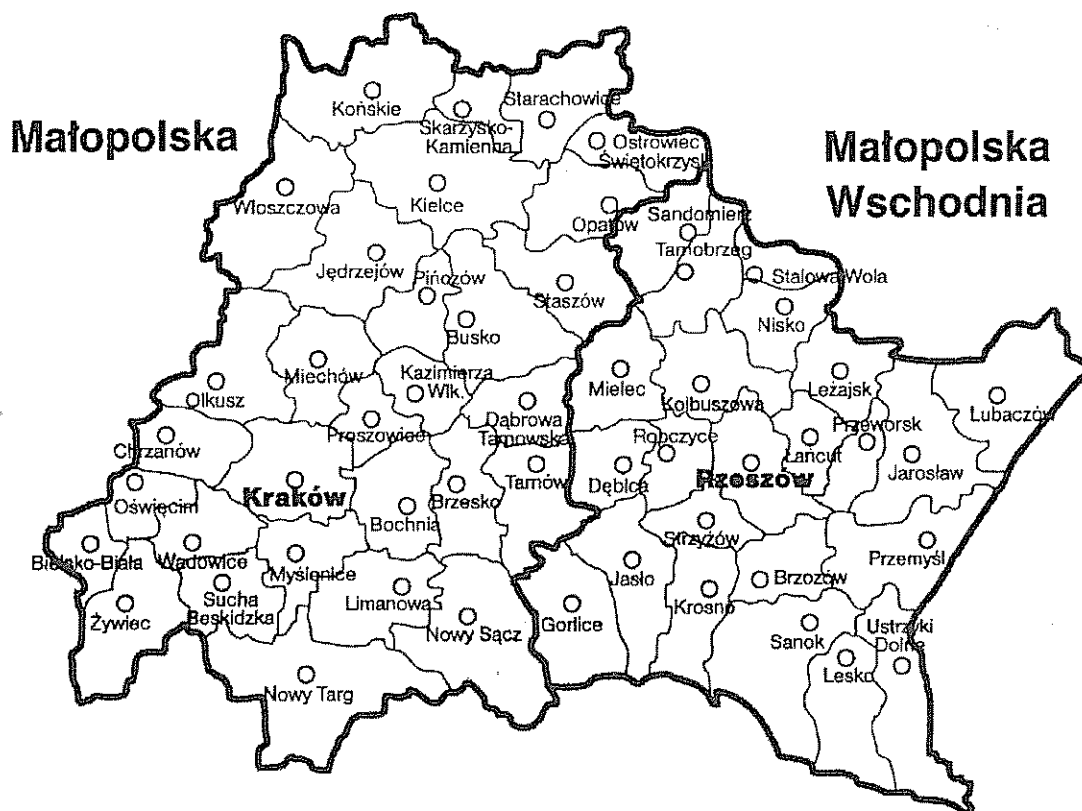 Małopolska
Małopolska
Wschodnia
Końskie
Skarżysko-
Kamienna
Starachowice
Ostrowiec
Świętokrzysk
Włoszczowa
Kielce
Opatów
Sandomierz
Tarnobrzeg
Stalowa Wola
Jędrzejów
Pińczów
Staszów
Busko
Nisko
Miechów
Kazimierza
Wlk.
Mielec
Kolbuszowa
Leżajsk
Lubaczów
Olkusz
Proszowice
Dąbrowa
Tarnowska
Ropczyce
Łańcut
Przeworsk
Jarosław
Chrzanów
Kraków
Tarnów
Dębica
Rzeszów
Oświęcim
Bochnia
Brzesko
Strzyżów
Przemyśl
Bielsko-Biała
Wadowice
Myślenice
Jasło
Brzozów
Krosno
Żywiec
Sucha
Beskidzka
Limanowa
Nowy Sącz
Gorlice
Sanok
Ustrzyki
Dolne
Lesko
Nowy Targ